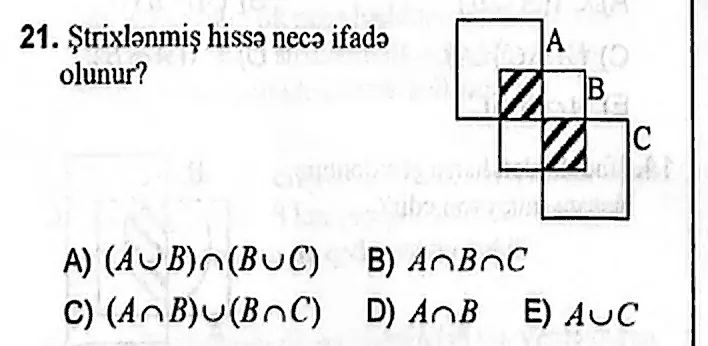 21. Ştrixlənmiş hissə necə ifadə
olunur?
A
B
C
A) (A∪B)∩(B∪C) B) A∩B∩C
C) (A∩B)∪(B∩C) D) A∩B E) A∪C